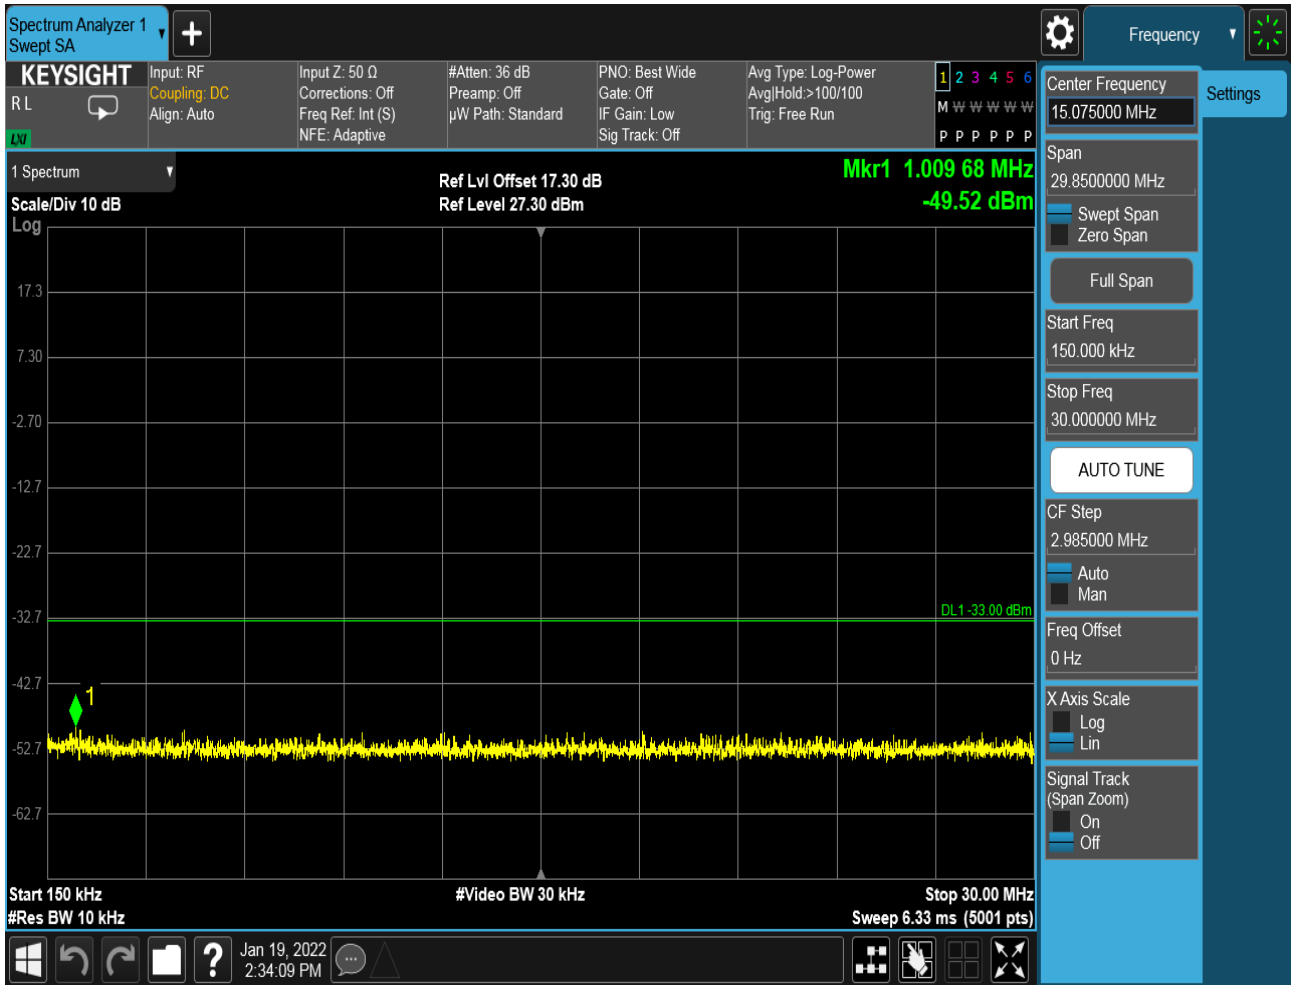 Spectrum Analyzer 1
Swept SA
Frequency
KEYSIGHT
R L
LXI
Input: RF
Coupling: DC
Align: Auto
Input Z: 50 Ω
Corrections: Off
Freq Ref: Int (S)
NFE: Adaptive
#Atten: 36 dB
Preamp: Off
µW Path: Standard
PNO: Best Wide
Gate: Off
IF Gain: Low
Sig Track: Off
Avg Type: Log-Power
Avg|Hold:>100/100
Trig: Free Run
1 2 3 4 5 6
M W W W W W
P P P P P P
1 Spectrum
Scale/Div 10 dB
Log
Ref Lvl Offset 17.30 dB
Ref Level 27.30 dBm
Mkr1 1.009 68 MHz
-49.52 dBm
17.3
7.30
-2.70
-12.7
-22.7
-32.7
-42.7
-52.7
-62.7
DL1 -33.00 dBm
1
Start 150 kHz
#Res BW 10 kHz
#Video BW 30 kHz
Stop 30.00 MHz
Sweep 6.33 ms (5001 pts)
?
Jan 19, 2022
2:34:09 PM
Center Frequency
15.075000 MHz
Settings
Span
29.8500000 MHz
Swept Span
Zero Span
Full Span
Start Freq
150.000 kHz
Stop Freq
30.000000 MHz
AUTO TUNE
CF Step
2.985000 MHz
Auto
Man
Freq Offset
0 Hz
X Axis Scale
Log
Lin
Signal Track
(Span Zoom)
On
Off